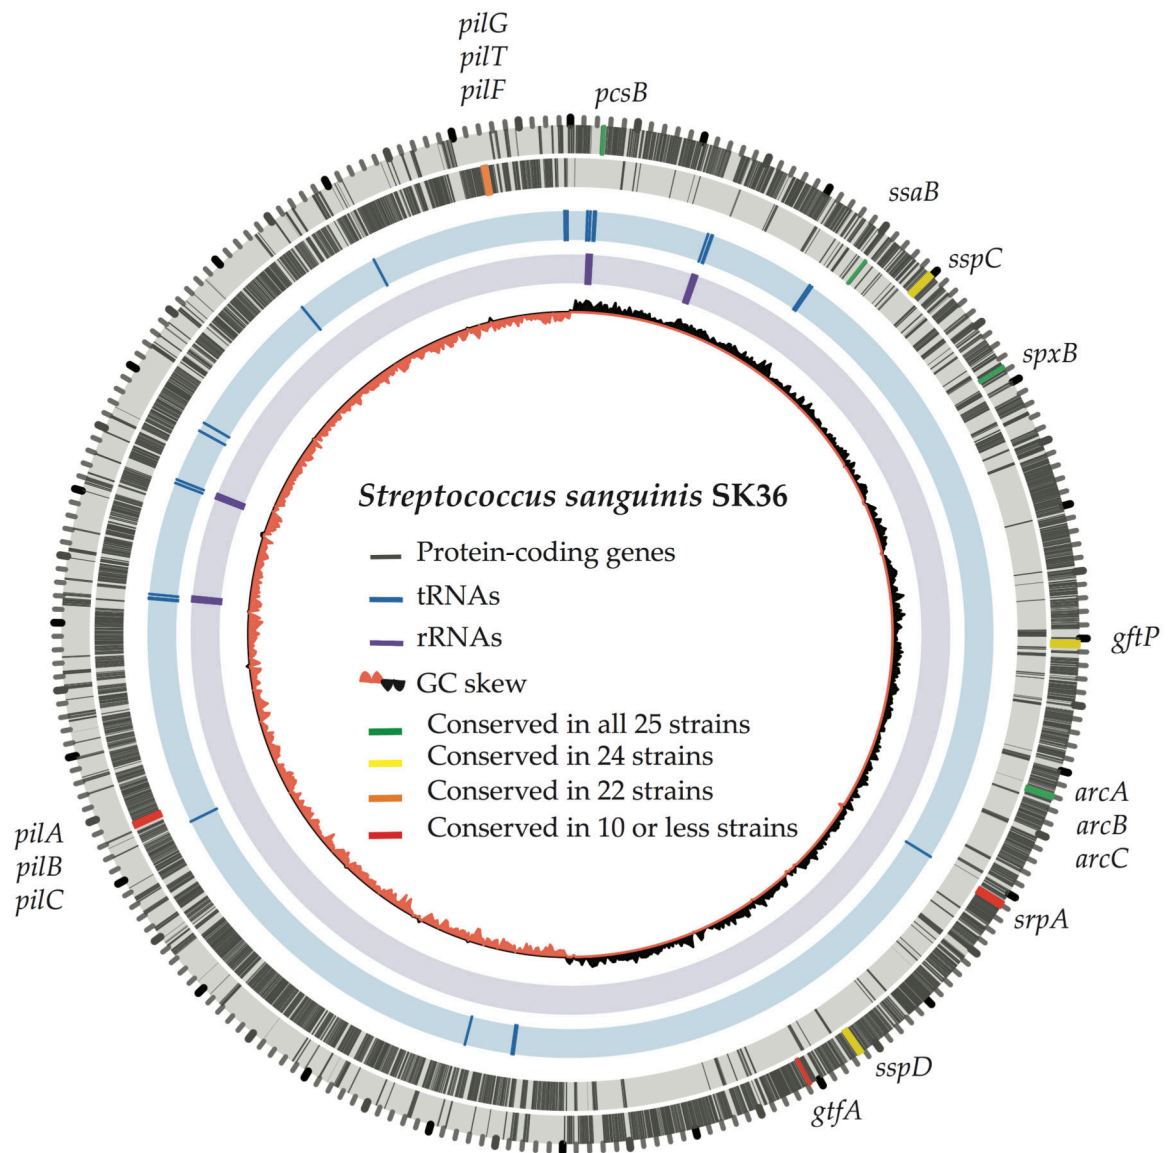 pilG
pilT
pilF
pcsB
ssaB
sspC
spxB
Streptococcus sanguinis SK36
Protein-coding genes
tRNAs
rRNAs
GC skew
Conserved in all 25 strains
Conserved in 24 strains
Conserved in 22 strains
Conserved in 10 or less strains
gftP
arcA
arcB
arcC
srpA
sspD
gtfA
pilA
pilB
pilC